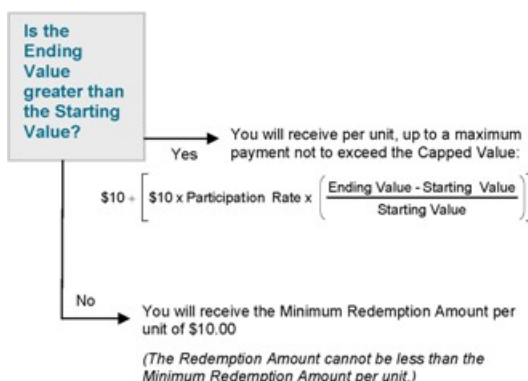 Is the
Ending
Value
greater than
the Starting
Value?
Yes
You will receive per unit, up to a maximum
payment not to exceed the Capped Value:
$10 + [ $10 x Participation Rate x ( Ending Value - Starting Value
Starting Value ) ]
No
You will receive the Minimum Redemption Amount per
unit of $10.00
(The Redemption Amount cannot be less than the
Minimum Redemption Amount per unit.)